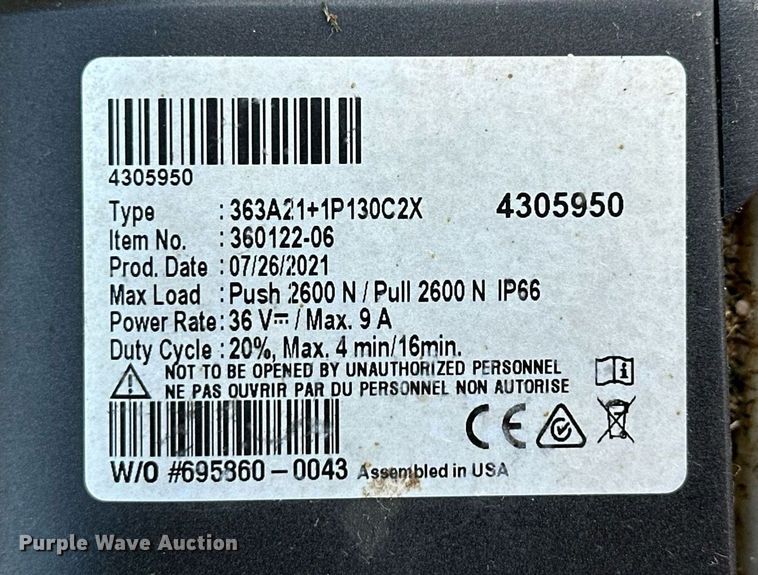 4305950
Type : 363A21+1P130C2X 4305950
Item No. : 360122-06
Prod. Date : 07/26/2021
Max Load : Push 2600 N / Pull 2600 N IP66
Power Rate: 36 V⎓ / Max. 9 A
Duty Cycle : 20%, Max. 4 min/16min.
NOT TO BE OPENED BY UNAUTHORIZED PERSONNEL
NE PAS OUVRIR PAR DU PERSONNEL NON AUTORISE
CE
W/O #695860-0043 Assembled in USA
Purple Wave Auction